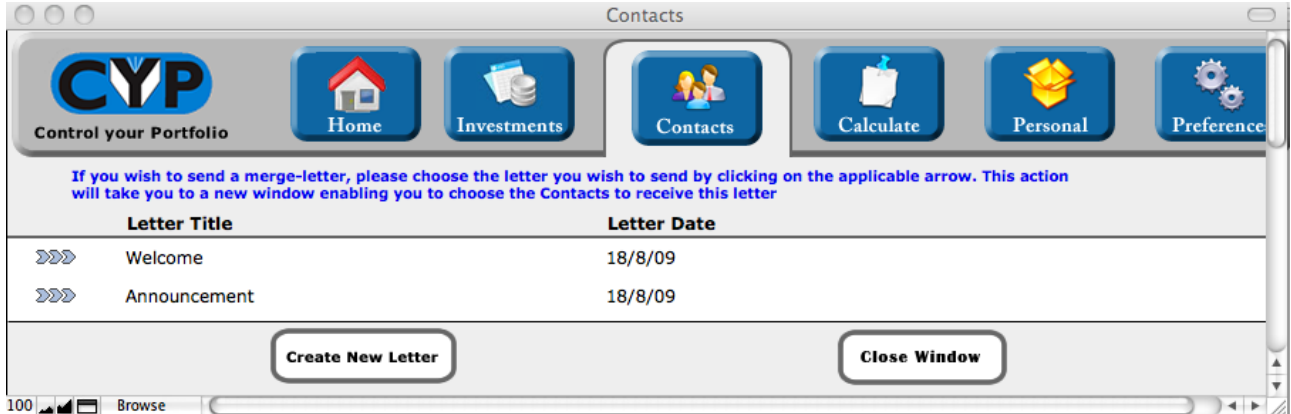 Contacts
CYP
Control your Portfolio
Home
Investments
Contacts
Calculate
Personal
Preference
If you wish to send a merge-letter, please choose the letter you wish to send by clicking on the applicable arrow. This action
will take you to a new window enabling you to choose the Contacts to receive this letter
Letter Title Letter Date
Welcome 18/8/09
Announcement 18/8/09
Create New Letter Close Window
100 Browse